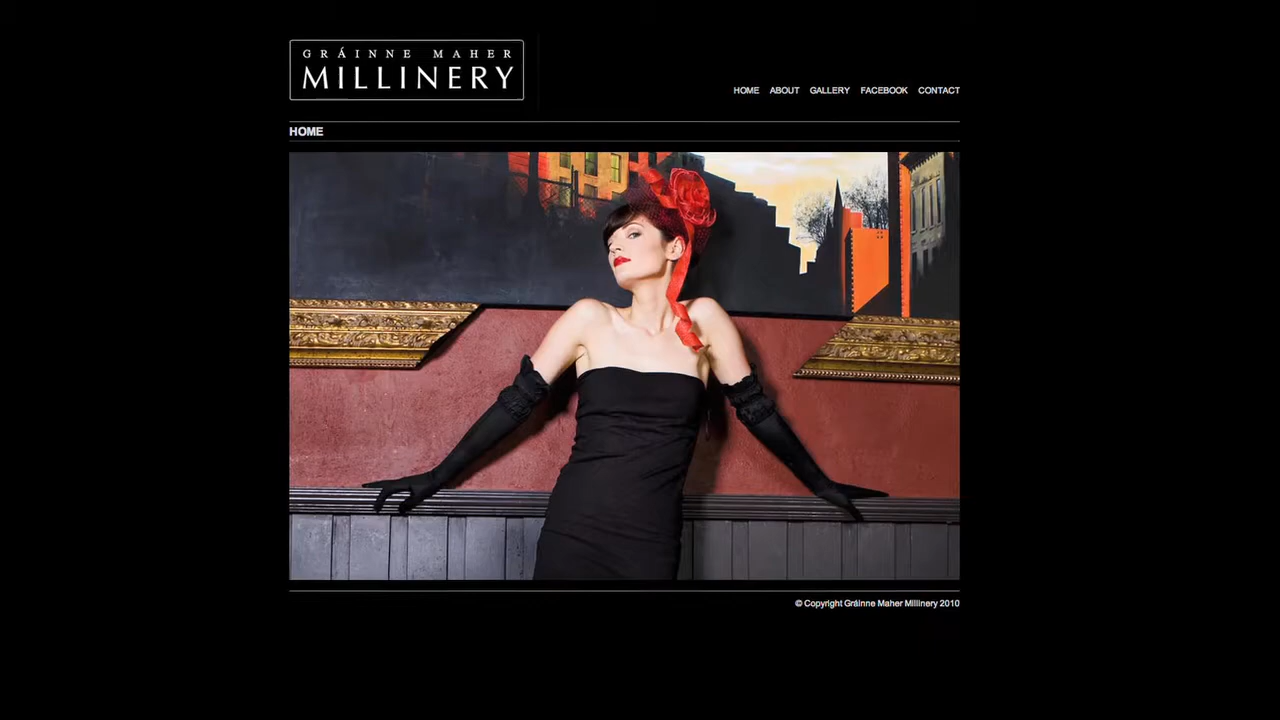 GRÁINNE MAHER
MILLINERY
HOME ABOUT GALLERY FACEBOOK CONTACT
HOME
© Copyright Gráinne Maher Millinery 2010